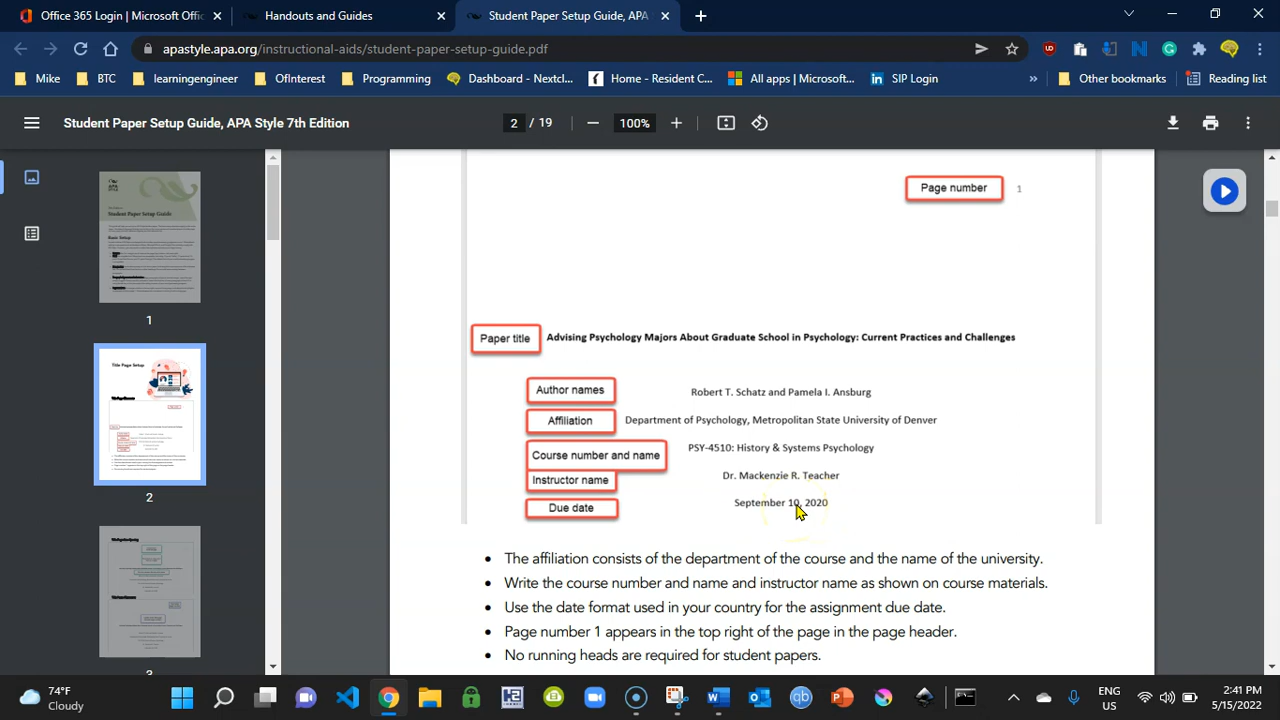 Office 365 Login | Microsoft Offic
Handouts and Guides
Student Paper Setup Guide, APA
apastyle.apa.org/instructional-aids/student-paper-setup-guide.pdf
Mike
BTC
learningengineer
OfInterest
Programming
Dashboard - Nextcl...
Home - Resident C...
All apps | Microsoft...
SIP Login
»
Other bookmarks
Reading list
Student Paper Setup Guide, APA Style 7th Edition
2 / 19
100%
Student Paper Setup Guide
1
Title Page Setup
2
3
Page number
1
Paper title
Advising Psychology Majors About Graduate School in Psychology: Current Practices and Challenges
Author names
Robert T. Schatz and Pamela I. Ansburg
Affiliation
Department of Psychology, Metropolitan State University of Denver
Course number and name
PSY-4510: History & Systems Psychology
Instructor name
Dr. Mackenzie R. Teacher
Due date
September 10, 2020
• The affiliation consists of the department of the course and the name of the university.
• Write the course number and name and instructor name as shown on course materials.
• Use the date format used in your country for the assignment due date.
• Page number 1 appears in the top right of the page in the page header.
• No running heads are required for student papers.
74°F
Cloudy
ENG
US
2:41 PM
5/15/2022